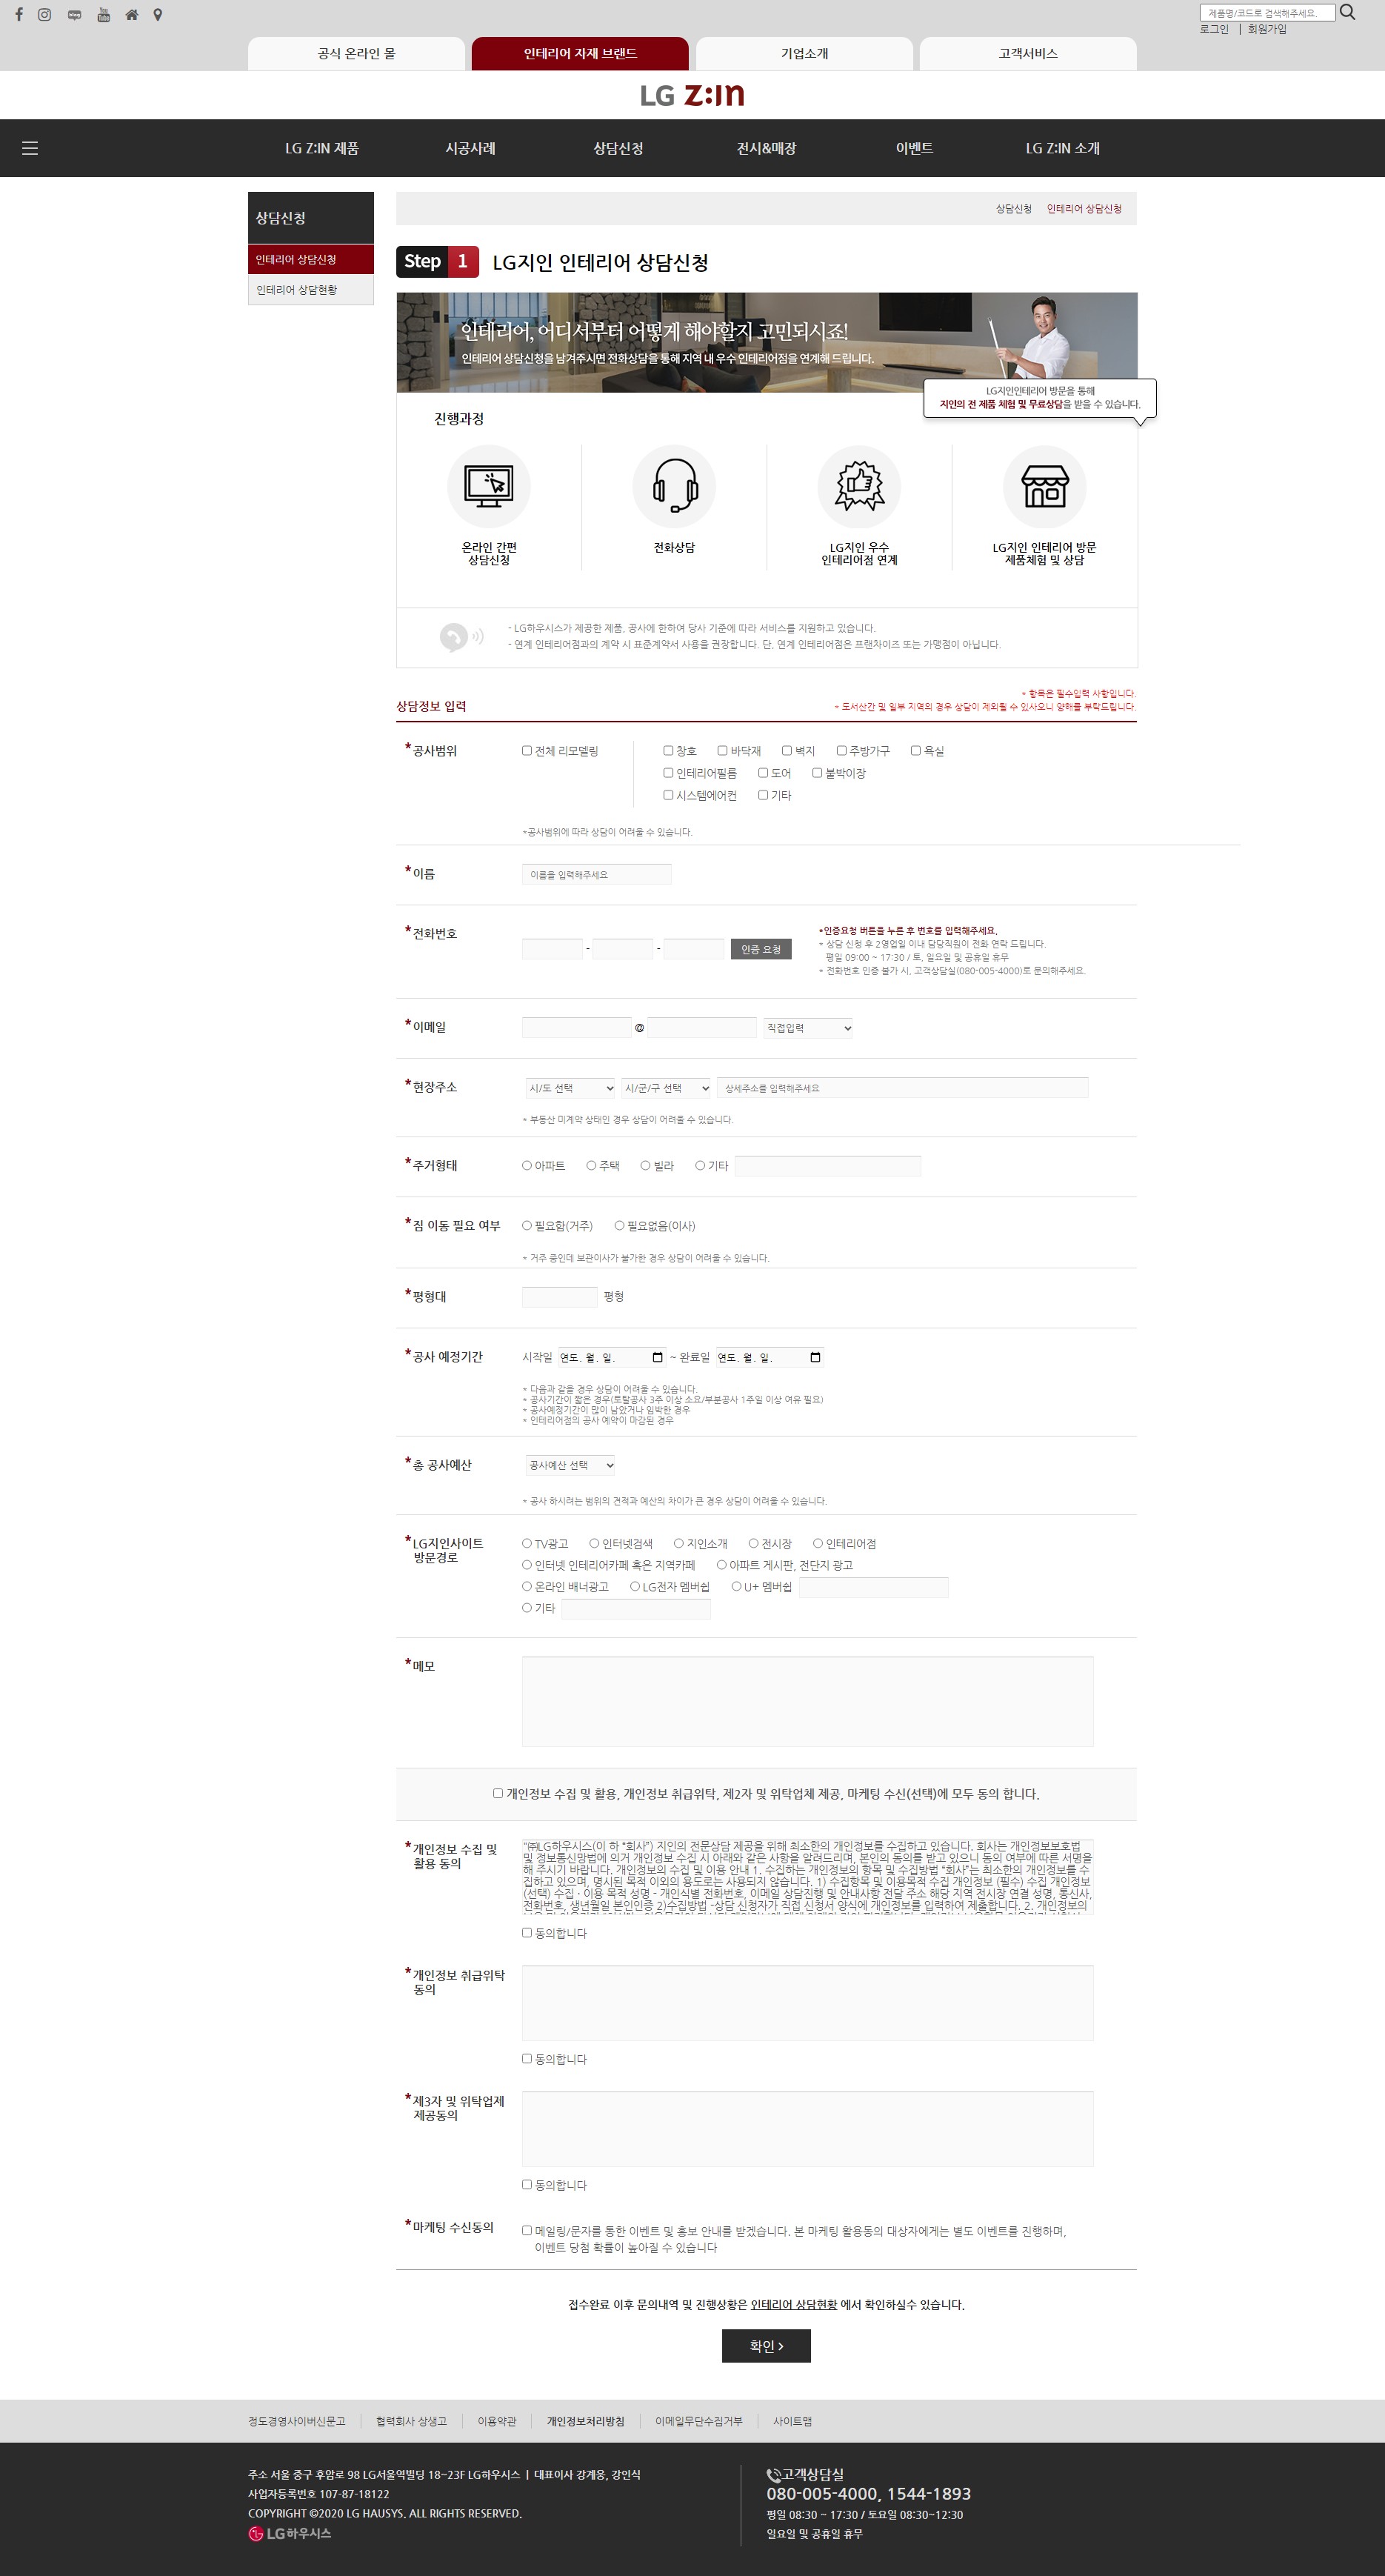 제품명/코드로 검색해주세요.
로그인 | 회원가입
공식 온라인 몰
인테리어 자재 브랜드
기업소개
고객서비스
LG Z:IN
LG Z:IN 제품
시공사례
상담신청
전시&매장
이벤트
LG Z:IN 소개
상담신청
인테리어 상담신청
인테리어 상담현황
상담신청 인테리어 상담신청
Step 1 LG지인 인테리어 상담신청
인테리어, 어디서부터 어떻게 해야할지 고민되시죠!
인테리어 상담신청을 남겨주시면 전화상담을 통해 지역 내 우수 인테리어점을 연계해 드립니다.
LG지인인테리어 방문을 통해
지인의 전 제품 체험 및 무료상담을 받을 수 있습니다.
진행과정
온라인 간편
상담신청
전화상담
LG지인 우수
인테리어점 연계
LG지인 인테리어 방문
제품체험 및 상담
- LG하우시스가 제공한 제품, 공사에 한하여 당사 기준에 따라 서비스를 지원하고 있습니다.
- 연계 인테리어점과의 계약 시 표준계약서 사용을 권장합니다. 단, 연계 인테리어점은 프랜차이즈 또는 가맹점이 아닙니다.
* 항목은 필수입력 사항입니다.
상담정보 입력
* 도서산간 및 일부 지역의 경우 상담이 제외될 수 있사오니 양해를 부탁드립니다.
*공사범위
전체 리모델링
창호 바닥재 벽지 주방가구 욕실
인테리어필름 도어 붙박이장
시스템에어컨 기타
*공사범위에 따라 상담이 어려울 수 있습니다.
*이름
이름을 입력해주세요
*전화번호
- - 인증 요청
*인증요청 버튼을 누른 후 번호를 입력해주세요.
* 상담 신청 후 2영업일 이내 담당직원이 전화 연락 드립니다.
평일 09:00 ~ 17:30 / 토, 일요일 및 공휴일 휴무
* 전화번호 인증 불가 시, 고객상담실(080-005-4000)로 문의해주세요.
*이메일
@ 직접입력
*현장주소
시/도 선택 시/군/구 선택 상세주소를 입력해주세요
* 부동산 미계약 상태인 경우 상담이 어려울 수 있습니다.
*주거형태
아파트 주택 빌라 기타
*짐 이동 필요 여부
필요함(거주) 필요없음(이사)
* 거주 중인데 보관이사가 불가한 경우 상담이 어려울 수 있습니다.
*평형대
평형
*공사 예정기간
시작일 연도. 월. 일. ~ 완료일 연도. 월. 일.
* 다음과 같을 경우 상담이 어려울 수 있습니다.
* 공사기간이 짧은 경우(토탈공사 3주 이상 소요/부분공사 1주일 이상 여유 필요)
* 공사예정기간이 많이 남았거나 임박한 경우
* 인테리어점의 공사 예약이 마감된 경우
*총 공사예산
공사예산 선택
* 공사 하시려는 범위의 견적과 예산의 차이가 큰 경우 상담이 어려울 수 있습니다.
*LG지인사이트
방문경로
TV광고 인터넷검색 지인소개 전시장 인테리어점
인터넷 인테리어카페 혹은 지역카페 아파트 게시판, 전단지 광고
온라인 배너광고 LG전자 멤버쉽 U+ 멤버쉽
기타
*메모
개인정보 수집 및 활용, 개인정보 취급위탁, 제2자 및 위탁업체 제공, 마케팅 수신(선택)에 모두 동의 합니다.
*개인정보 수집 및
활용 동의
"㈜LG하우시스(이 하 “회사”) 지인의 전문상담 제공을 위해 최소한의 개인정보를 수집하고 있습니다. 회사는 개인정보보호법
및 정보통신망법에 의거 개인정보 수집 시 아래와 같은 사항을 알려드리며, 본인의 동의를 받고 있으니 동의 여부에 따른 서명을
해 주시기 바랍니다. 개인정보의 수집 및 이용 안내 1. 수집하는 개인정보의 항목 및 수집방법 “회사”는 최소한의 개인정보를 수
집하고 있으며, 명시된 목적 이외의 용도로는 사용되지 않습니다. 1) 수집항목 및 이용목적 수집 개인정보 (필수) 수집 개인정보
(선택) 수집 · 이용 목적 성명 - 개인식별 전화번호, 이메일 상담진행 및 안내사항 전달 주소 해당 지역 전시장 연결 성명, 통신사,
전화번호, 생년월일 본인인증 2)수집방법 -상담 신청자가 직접 신청서 양식에 개인정보를 입력하여 제출합니다. 2. 개인정보의
동의합니다
*개인정보 취급위탁
동의
동의합니다
*제3자 및 위탁업제
제공동의
동의합니다
*마케팅 수신동의
메일링/문자를 통한 이벤트 및 홍보 안내를 받겠습니다. 본 마케팅 활용동의 대상자에게는 별도 이벤트를 진행하며,
이벤트 당첨 확률이 높아질 수 있습니다
접수완료 이후 문의내역 및 진행상황은 인테리어 상담현황 에서 확인하실수 있습니다.
확인 >
정도경영사이버신문고
협력회사 상생고
이용약관
개인정보처리방침
이메일무단수집거부
사이트맵
주소 서울 중구 후암로 98 LG서울역빌딩 18~23F LG하우시스 | 대표이사 강계웅, 강인식
사업자등록번호 107-87-18122
COPYRIGHT ©2020 LG HAUSYS. ALL RIGHTS RESERVED.
LG하우시스
고객상담실
080-005-4000, 1544-1893
평일 08:30 ~ 17:30 / 토요일 08:30~12:30
일요일 및 공휴일 휴무